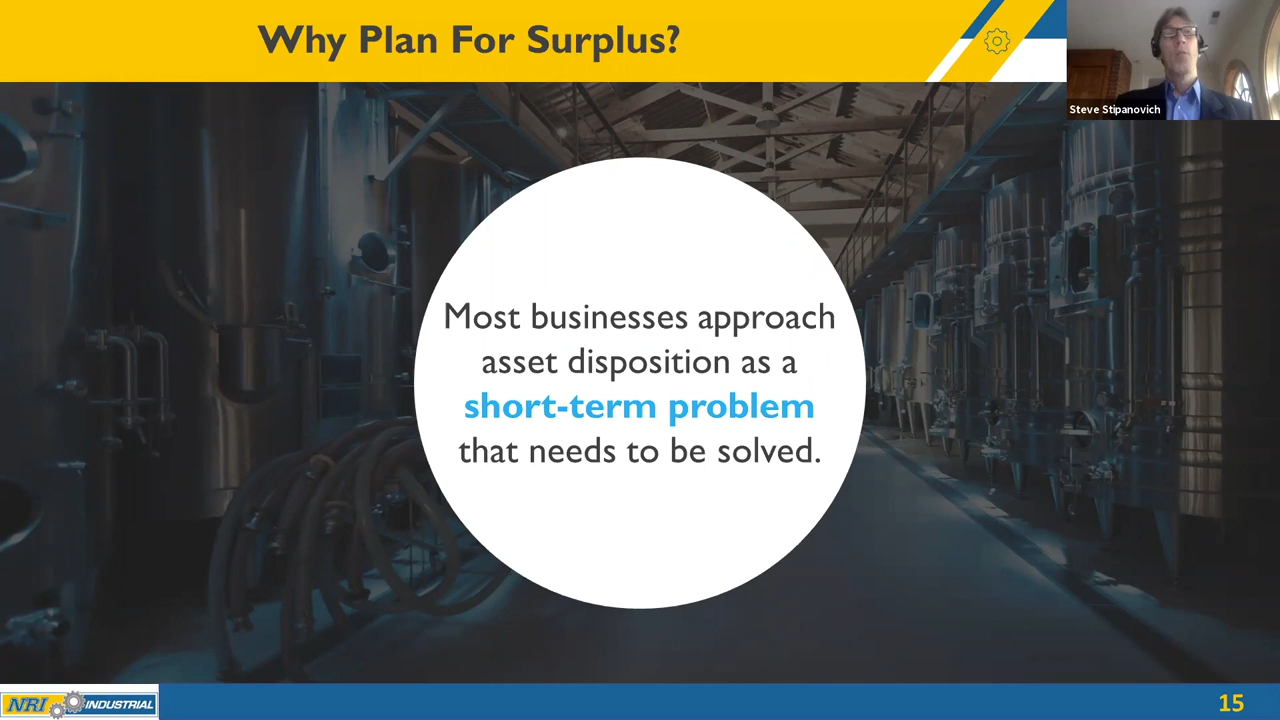 Why Plan For Surplus?
Steve Stipanovich
Most businesses approach
asset disposition as a
short-term problem
that needs to be solved.
NRI INDUSTRIAL
15